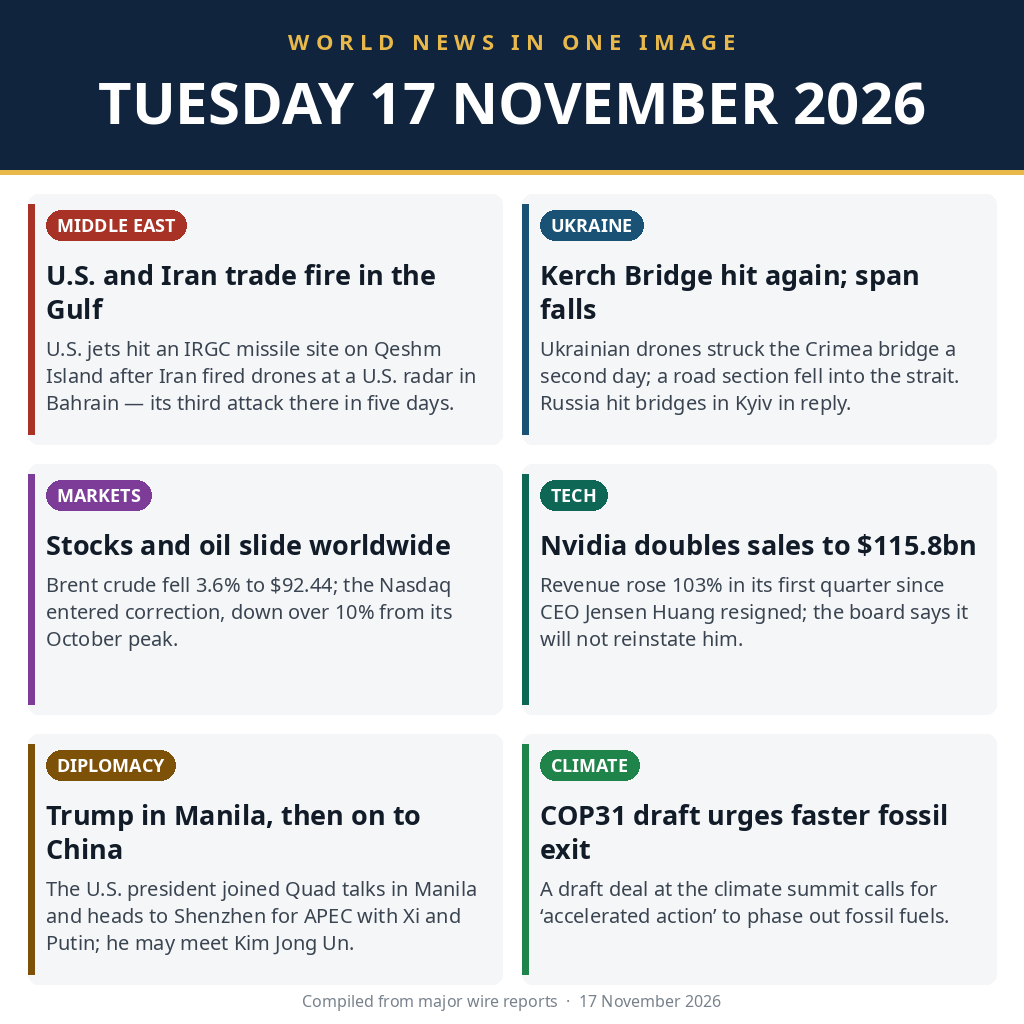 WORLD NEWS IN ONE IMAGE
TUESDAY 17 NOVEMBER 2026
MIDDLE EAST
U.S. and Iran trade fire in the
Gulf
U.S. jets hit an IRGC missile site on Qeshm
Island after Iran fired drones at a U.S. radar in
Bahrain — its third attack there in five days.
UKRAINE
Kerch Bridge hit again; span
falls
Ukrainian drones struck the Crimea bridge a
second day; a road section fell into the strait.
Russia hit bridges in Kyiv in reply.
MARKETS
Stocks and oil slide worldwide
Brent crude fell 3.6% to $92.44; the Nasdaq
entered correction, down over 10% from its
October peak.
TECH
Nvidia doubles sales to $115.8bn
Revenue rose 103% in its first quarter since
CEO Jensen Huang resigned; the board says it
will not reinstate him.
DIPLOMACY
Trump in Manila, then on to
China
The U.S. president joined Quad talks in Manila
and heads to Shenzhen for APEC with Xi and
Putin; he may meet Kim Jong Un.
CLIMATE
COP31 draft urges faster fossil
exit
A draft deal at the climate summit calls for
‘accelerated action’ to phase out fossil fuels.
Compiled from major wire reports · 17 November 2026